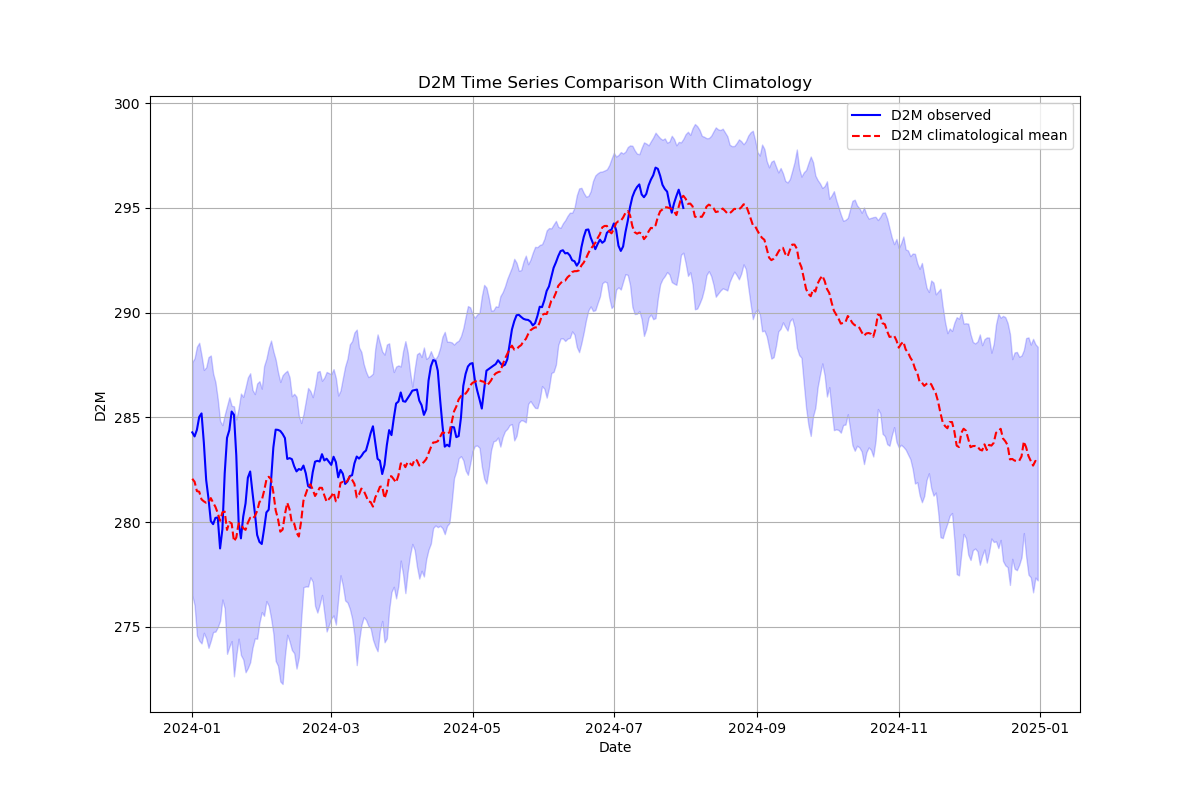 D2M Time Series Comparison With Climatology
D2M observed
D2M climatological mean
300
295
290
285
280
275
D2M
2024-01
2024-03
2024-05
2024-07
2024-09
2024-11
2025-01
Date